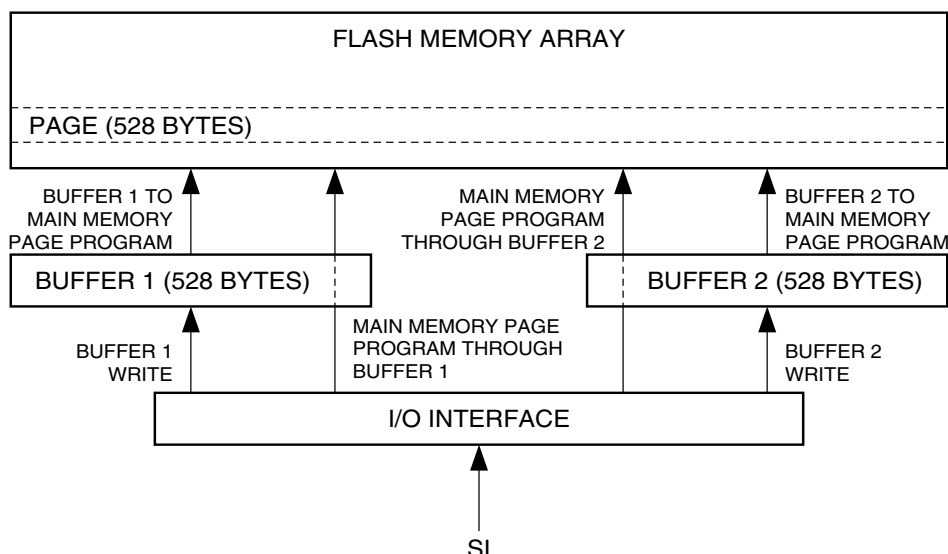 FLASH MEMORY ARRAY
PAGE (528 BYTES)
BUFFER 1 TO
MAIN MEMORY
PAGE PROGRAM
MAIN MEMORY
PAGE PROGRAM
THROUGH BUFFER 2
BUFFER 2 TO
MAIN MEMORY
PAGE PROGRAM
BUFFER 1 (528 BYTES)
BUFFER 2 (528 BYTES)
BUFFER 1
WRITE
MAIN MEMORY PAGE
PROGRAM THROUGH
BUFFER 1
BUFFER 2
WRITE
I/O INTERFACE
SI